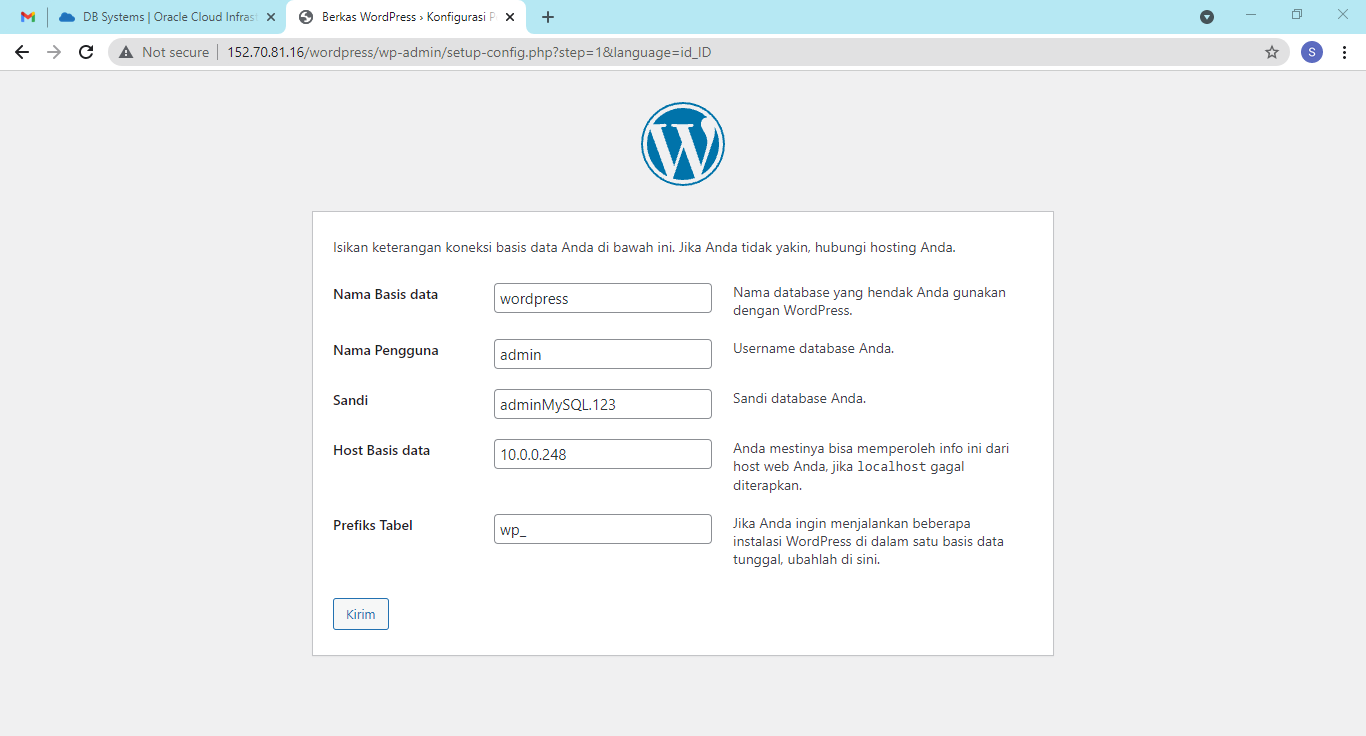 DB Systems | Oracle Cloud Infrast
Berkas WordPress › Konfigurasi P
Not secure
152.70.81.16/wordpress/wp-admin/setup-config.php?step=1&language=id_ID
S
W
Isikan keterangan koneksi basis data Anda di bawah ini. Jika Anda tidak yakin, hubungi hosting Anda.
Nama Basis data
wordpress
Nama database yang hendak Anda gunakan
dengan WordPress.
Nama Pengguna
admin
Username database Anda.
Sandi
adminMySQL.123
Sandi database Anda.
Host Basis data
10.0.0.248
Anda mestinya bisa memperoleh info ini dari
host web Anda, jika localhost gagal
diterapkan.
Prefiks Tabel
wp_
Jika Anda ingin menjalankan beberapa
instalasi WordPress di dalam satu basis data
tunggal, ubahlah di sini.
Kirim